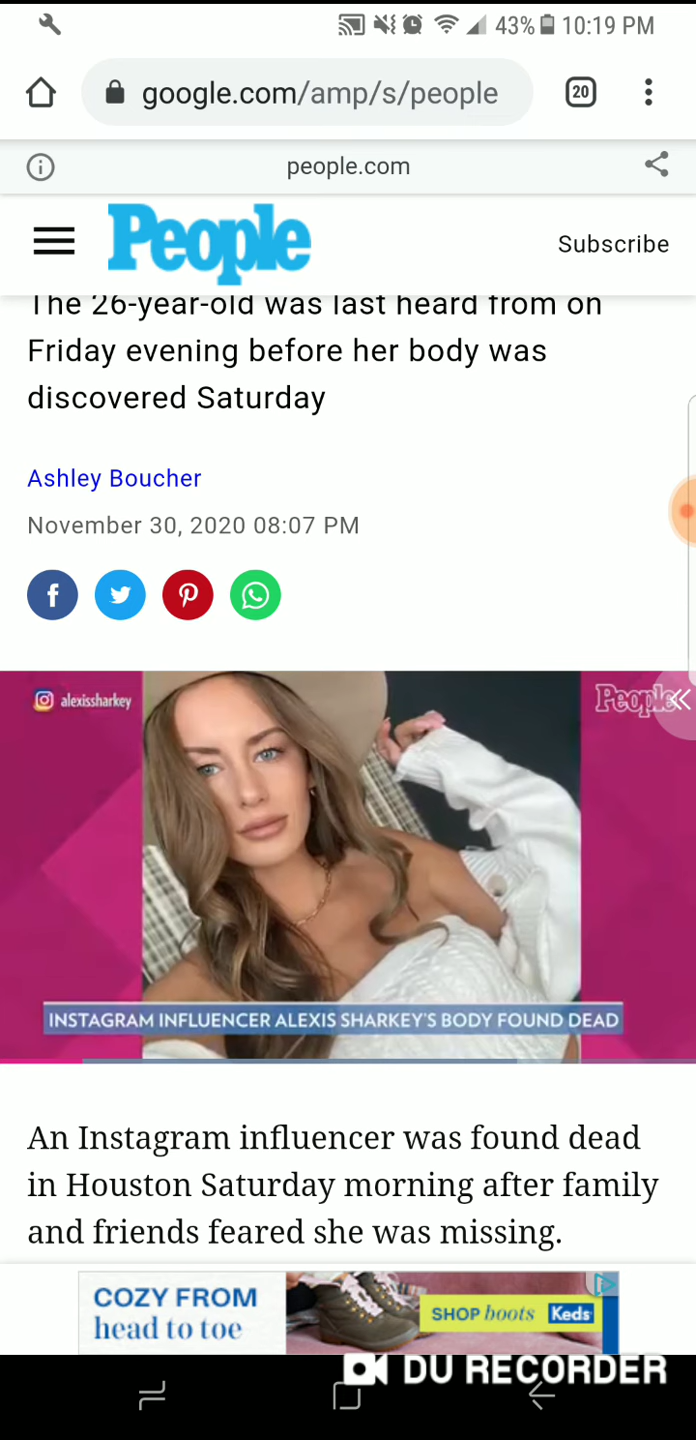 43% 10:19 PM
google.com/amp/s/people
20
people.com
People
Subscribe
The 26-year-old was last heard from on
Friday evening before her body was
discovered Saturday
Ashley Boucher
November 30, 2020 08:07 PM
alexissharkey
People
INSTAGRAM INFLUENCER ALEXIS SHARKEY'S BODY FOUND DEAD
An Instagram influencer was found dead
in Houston Saturday morning after family
and friends feared she was missing.
COZY FROM
head to toe
SHOP boots Keds
DU RECORDER